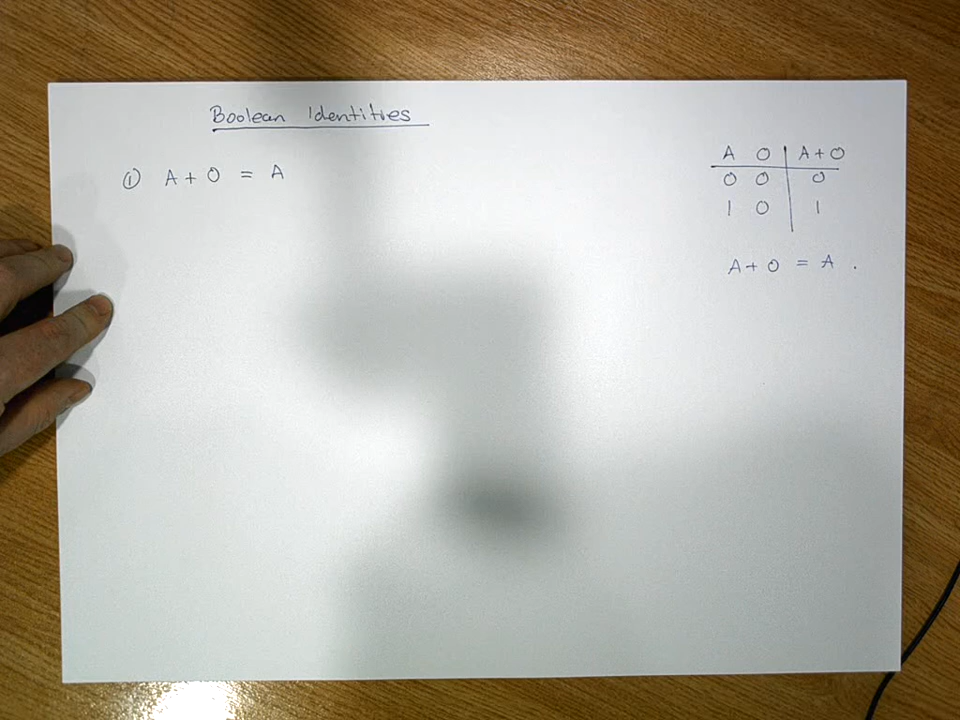 Boolean Identities
① A + 0 = A
A 0 | A + 0
0 0 | 0
1 0 | 1
A + 0 = A .